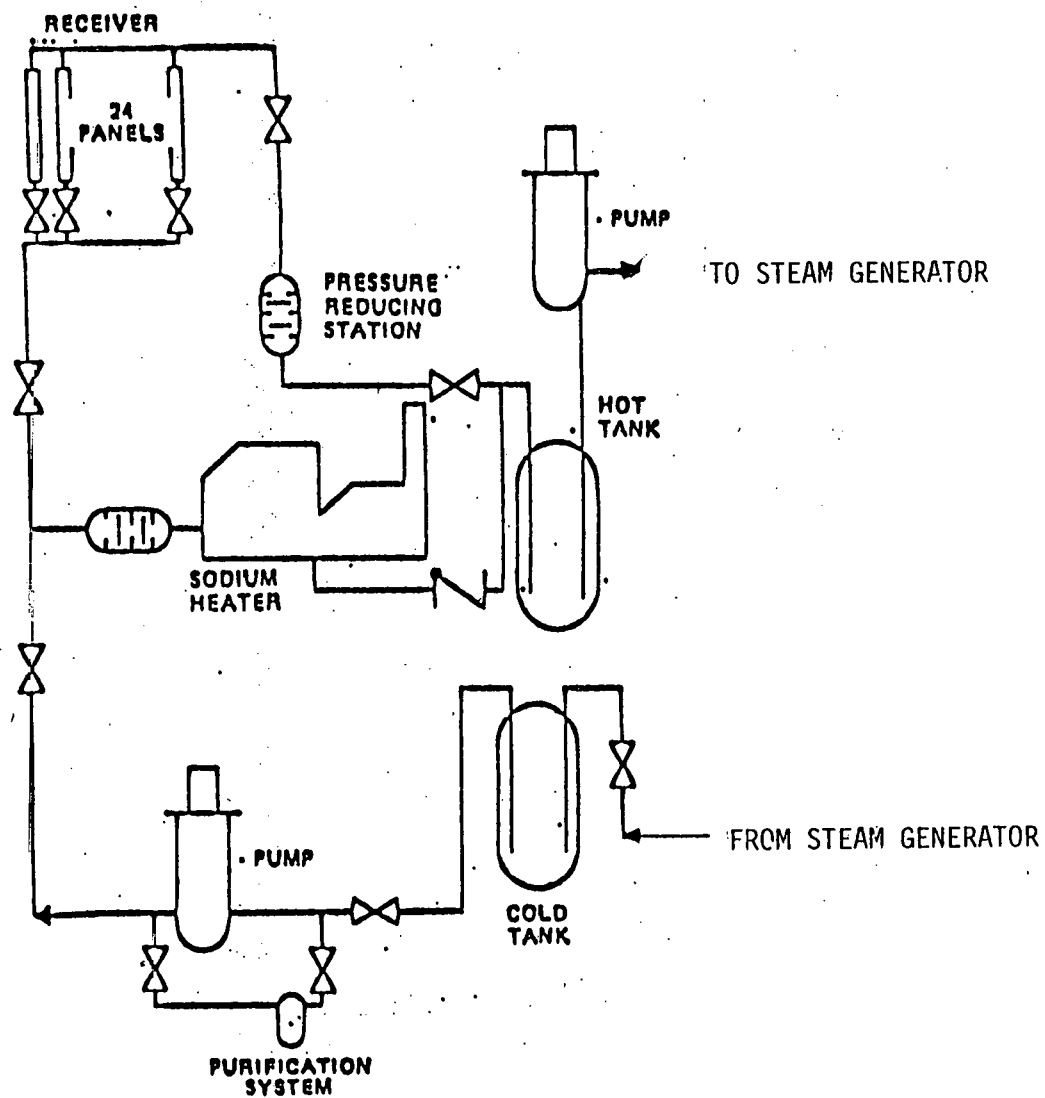 RECEIVER
24
PANELS
PUMP
TO STEAM GENERATOR
PRESSURE
REDUCING
STATION
HOT
TANK
SODIUM
HEATER
PUMP
FROM STEAM GENERATOR
COLD
TANK
PURIFICATION
SYSTEM